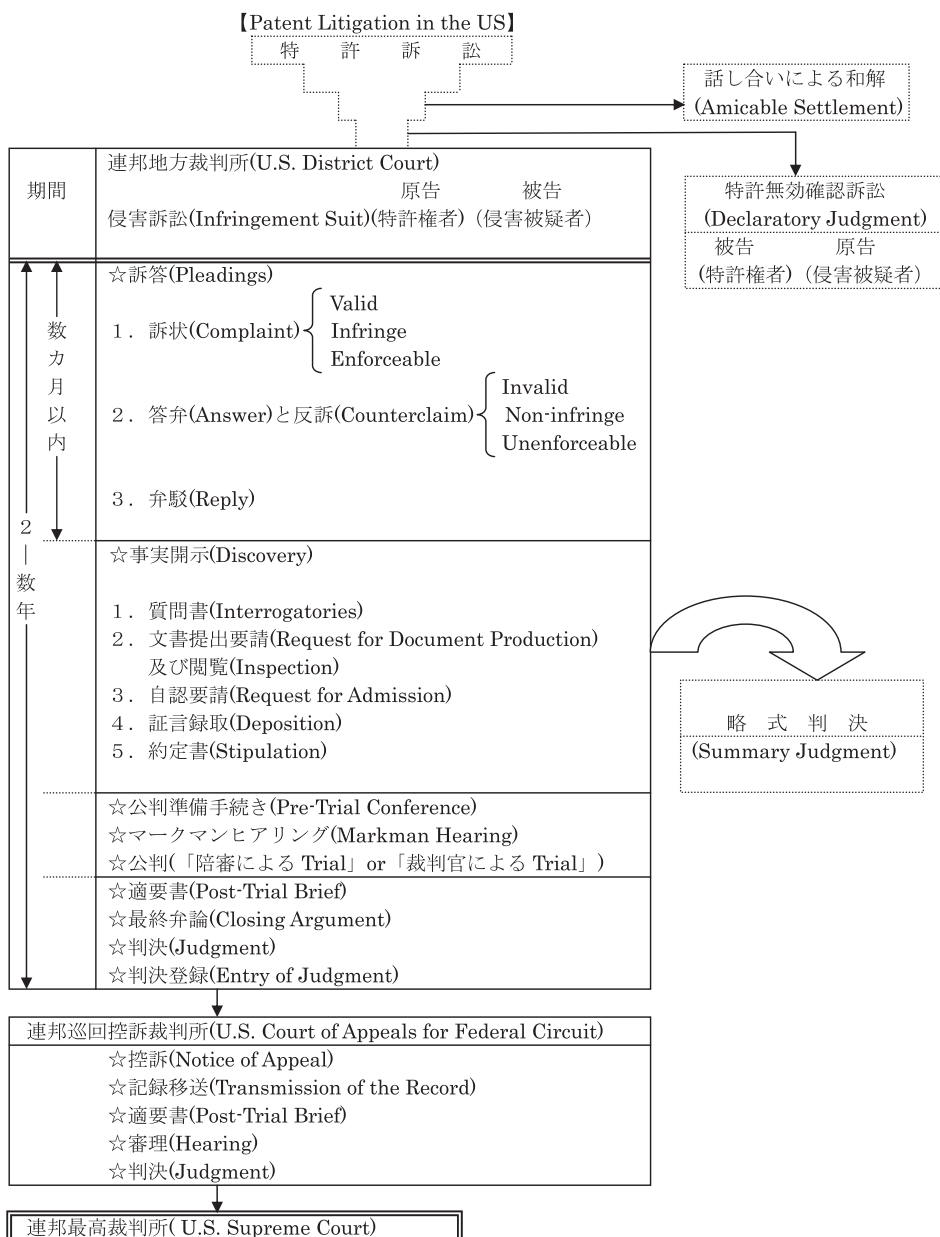 【Patent Litigation in the US】
特 許 訴 訟
話し合いによる和解
(Amicable Settlement)
連邦地方裁判所(U.S. District Court)
期間 原告 被告
侵害訴訟(Infringement Suit)(特許権者)（侵害被疑者）
特許無効確認訴訟
(Declaratory Judgment)
被告 原告
(特許権者)（侵害被疑者）
2―数年
数カ月以内
☆訴答(Pleadings)
１．訴状(Complaint)
Valid
Infringe
Enforceable
２．答弁(Answer)と反訴(Counterclaim)
Invalid
Non-infringe
Unenforceable
３．弁駁(Reply)
☆事実開示(Discovery)
１．質問書(Interrogatories)
２．文書提出要請(Request for Document Production)
及び閲覧(Inspection)
３．自認要請(Request for Admission)
４．証言録取(Deposition)
５．約定書(Stipulation)
略 式 判 決
(Summary Judgment)
☆公判準備手続き(Pre-Trial Conference)
☆マークマンヒアリング(Markman Hearing)
☆公判(「陪審による Trial」or「裁判官による Trial」)
☆適要書(Post-Trial Brief)
☆最終弁論(Closing Argument)
☆判決(Judgment)
☆判決登録(Entry of Judgment)
連邦巡回控訴裁判所(U.S. Court of Appeals for Federal Circuit)
☆控訴(Notice of Appeal)
☆記録移送(Transmission of the Record)
☆適要書(Post-Trial Brief)
☆審理(Hearing)
☆判決(Judgment)
連邦最高裁判所( U.S. Supreme Court)